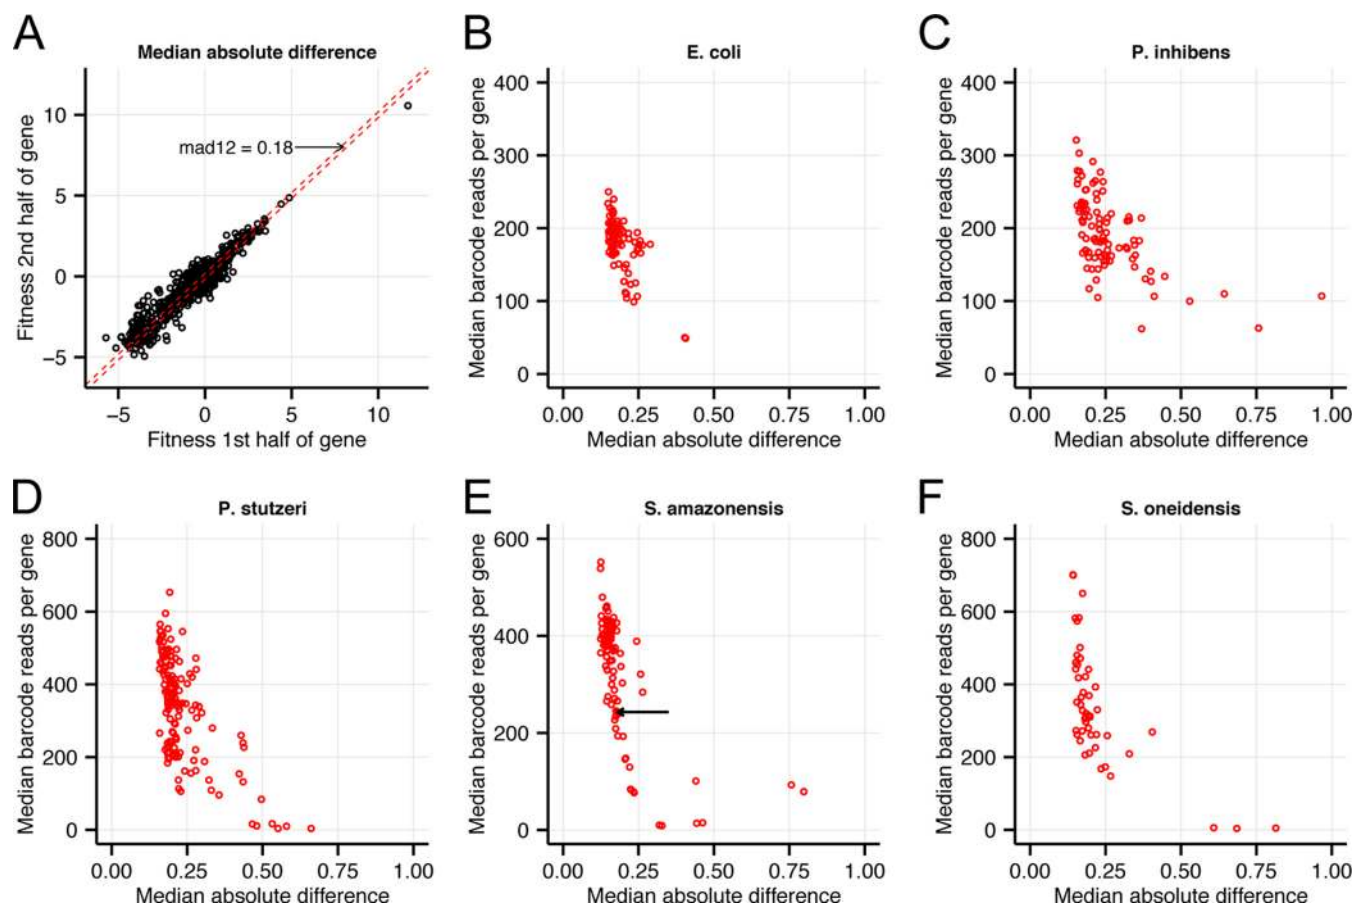 A
Median absolute difference
Fitness 2nd half of gene
10
5
0
−5
mad12 = 0.18
−5 0 5 10
Fitness 1st half of gene
B
E. coli
Median barcode reads per gene
400
300
200
100
0
0.00 0.25 0.50 0.75 1.00
Median absolute difference
C
P. inhibens
Median barcode reads per gene
400
300
200
100
0
0.00 0.25 0.50 0.75 1.00
Median absolute difference
D
P. stutzeri
Median barcode reads per gene
800
600
400
200
0
0.00 0.25 0.50 0.75 1.00
Median absolute difference
E
S. amazonensis
Median barcode reads per gene
600
400
200
0
0.00 0.25 0.50 0.75 1.00
Median absolute difference
F
S. oneidensis
Median barcode reads per gene
800
600
400
200
0
0.00 0.25 0.50 0.75 1.00
Median absolute difference